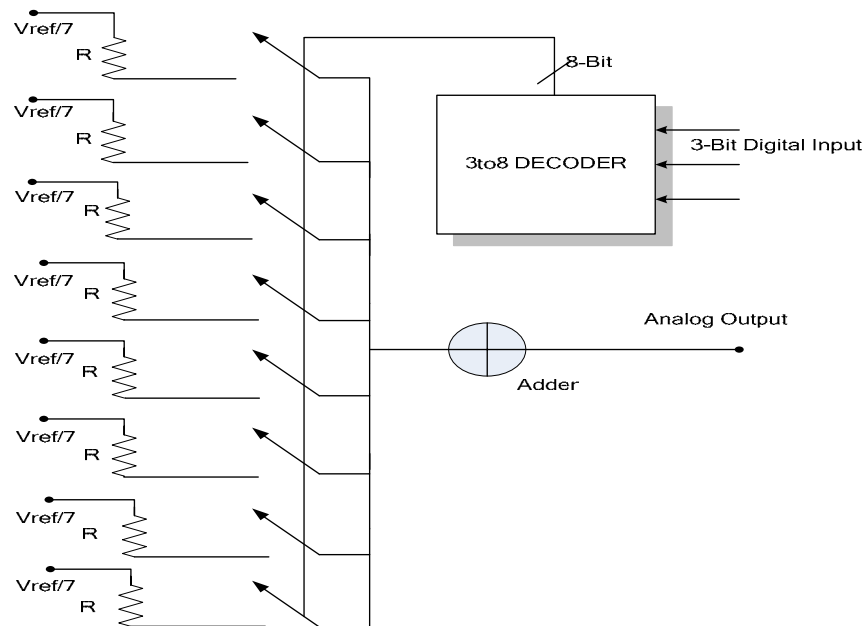 Vref/7
R
8-Bit
Vref/7
R
3to8 DECODER
3-Bit Digital Input
Vref/7
R
Vref/7
R
Analog Output
Vref/7
R
Adder
Vref/7
R
Vref/7
R
Vref/7
R